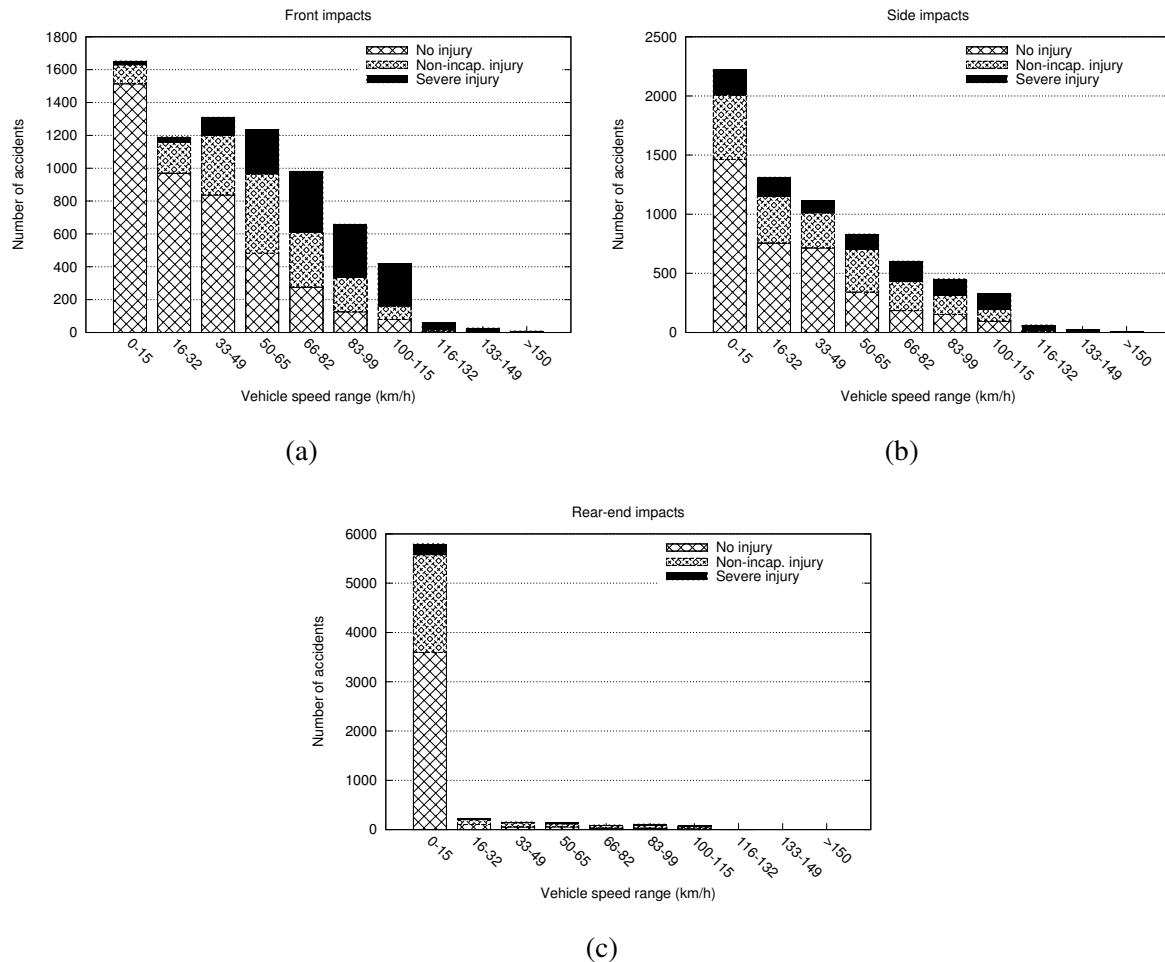 Front impacts
1800
1600
1400
1200
1000
800
600
400
200
0
Number of accidents
No injury
Non-incap. injury
Severe injury
0-15
16-32
33-49
50-65
66-82
83-99
100-115
116-132
133-149
>150
Vehicle speed range (km/h)
(a)
Side impacts
2500
2000
1500
1000
500
0
Number of accidents
No injury
Non-incap. injury
Severe injury
0-15
16-32
33-49
50-65
66-82
83-99
100-115
116-132
133-149
>150
Vehicle speed range (km/h)
(b)
Rear-end impacts
6000
5000
4000
3000
2000
1000
0
Number of accidents
No injury
Non-incap. injury
Severe injury
0-15
16-32
33-49
50-65
66-82
83-99
100-115
116-132
133-149
>150
Vehicle speed range (km/h)
(c)